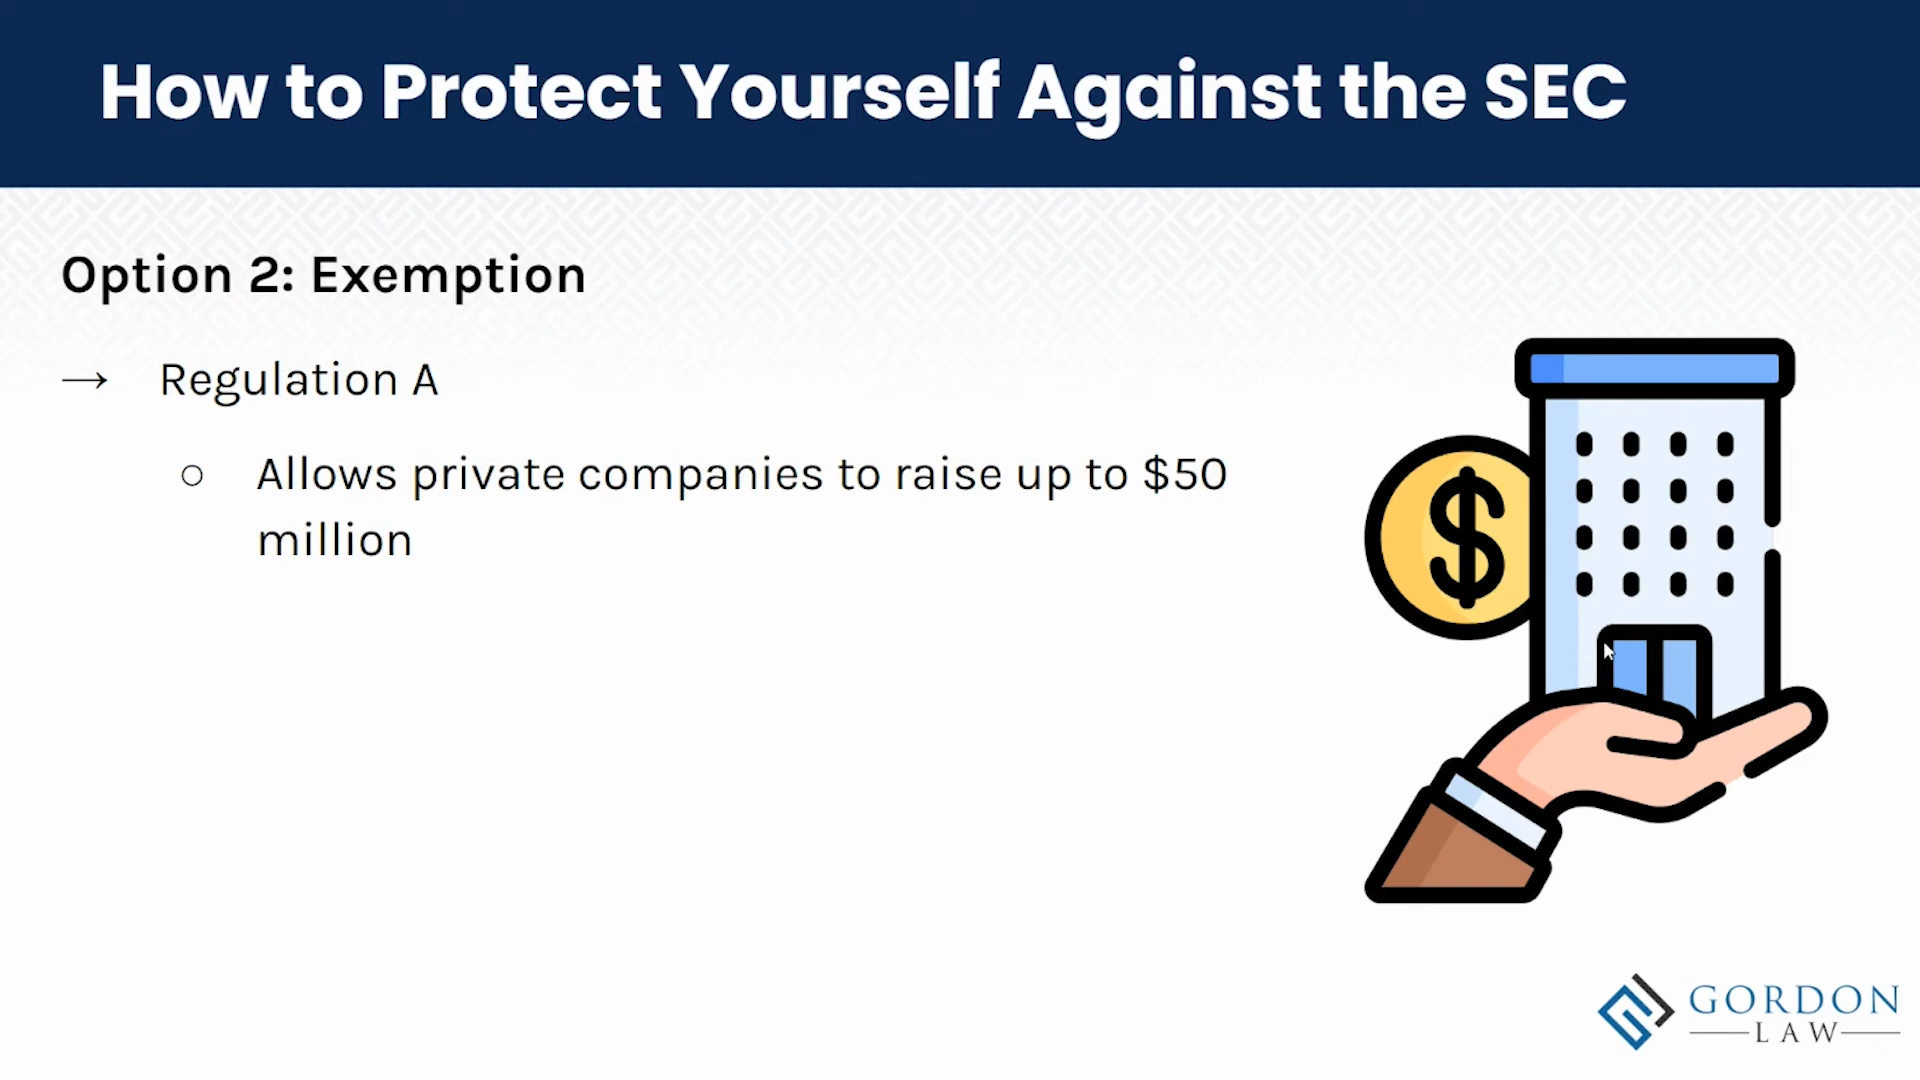 How to Protect Yourself Against the SEC
Option 2: Exemption
→ Regulation A
○ Allows private companies to raise up to $50
million
$
GORDON
LAW